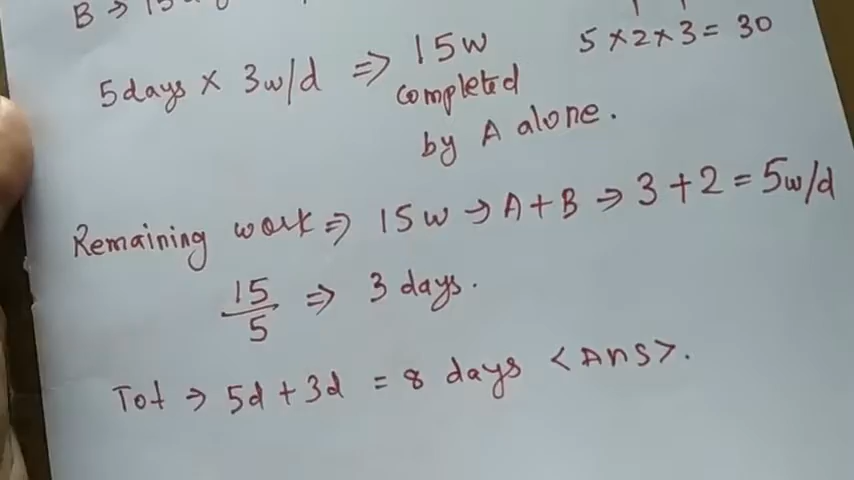 B → 15
5days × 3w/d ⇒ 15w 5×2×3= 30
completed
by A alone.
Remaining work ⇒ 15w → A+B ⇒ 3+2=5w/d
15/5 ⇒ 3 days.
Tot → 5d+3d = 8 days <Ans>.